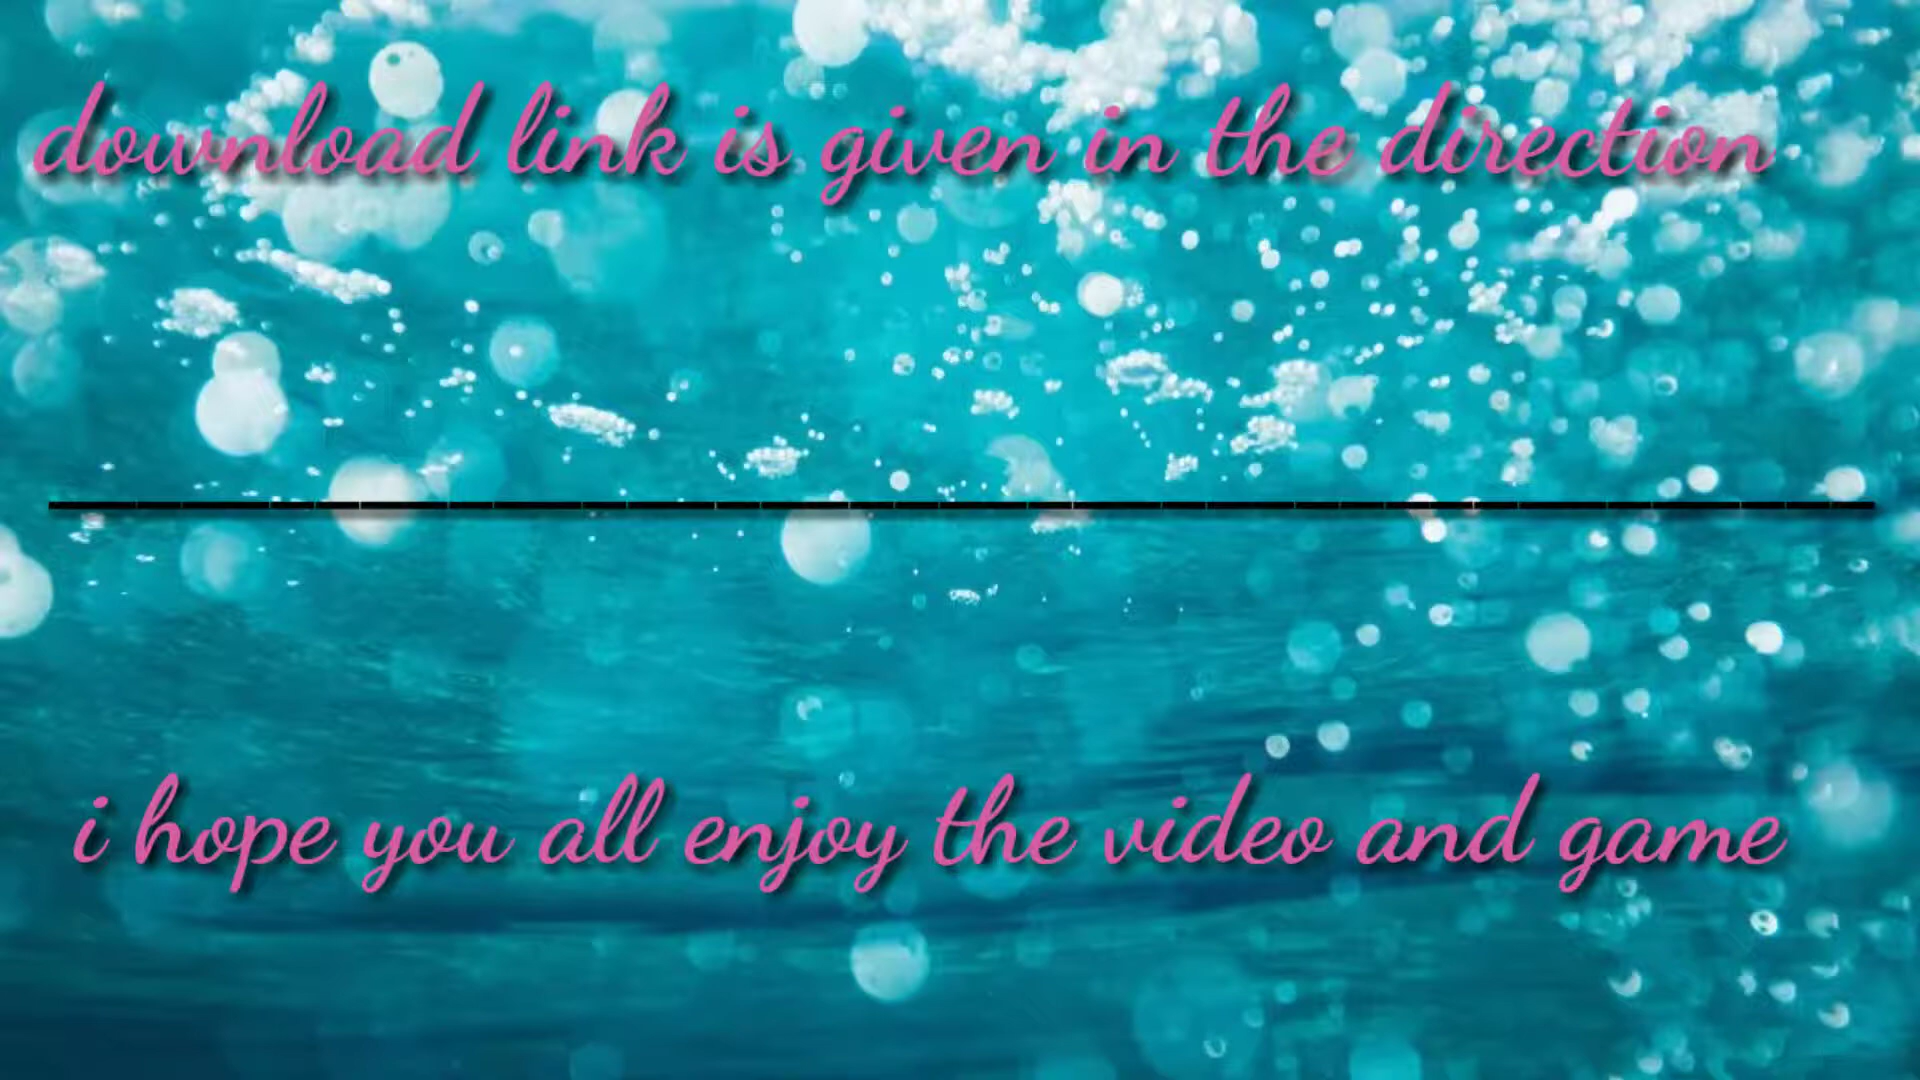 download link is given in the direction
i hope you all enjoy the video and game